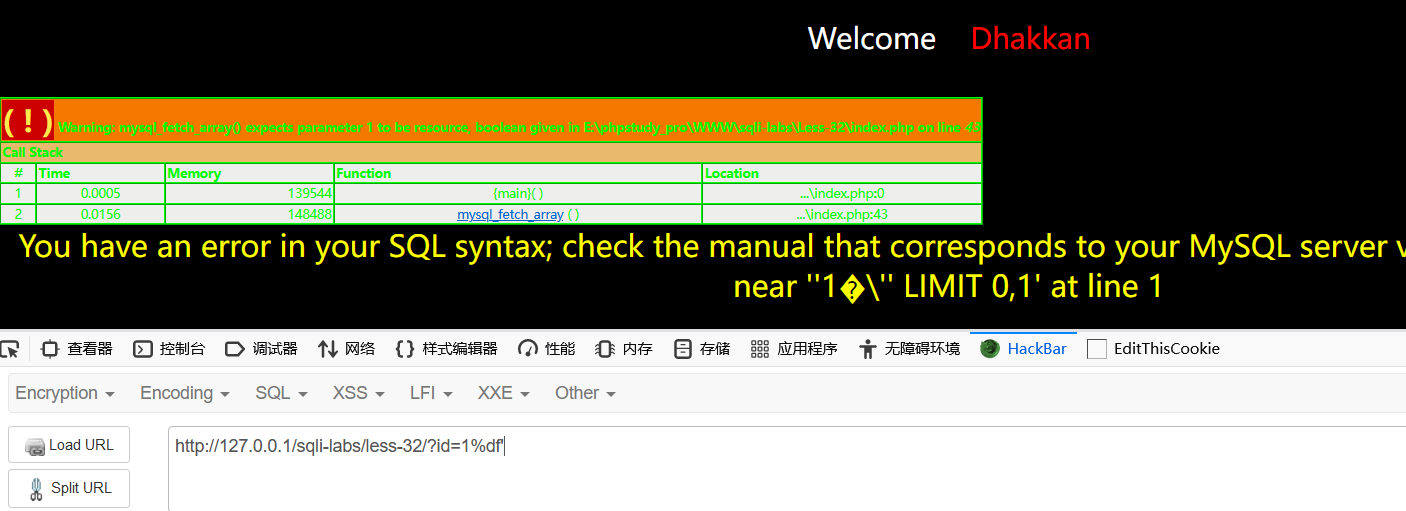 Welcome Dhakkan
( ! ) Warning: mysql_fetch_array() expects parameter 1 to be resource, boolean given in E:\phpstudy_pro\WWW\sqli-labs\Less-32\index.php on line 43
Call Stack
# Time Memory Function Location
1 0.0005 139544 {main}( ) ...\index.php:0
2 0.0156 148488 mysql_fetch_array ( ) ...\index.php:43
You have an error in your SQL syntax; check the manual that corresponds to your MySQL server v
near ''1�\'' LIMIT 0,1' at line 1
查看器 控制台 调试器 网络 样式编辑器 性能 内存 存储 应用程序 无障碍环境 HackBar EditThisCookie
Encryption Encoding SQL XSS LFI XXE Other
Load URL
http://127.0.0.1/sqli-labs/less-32/?id=1%df'
Split URL